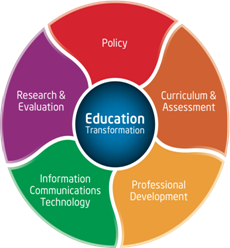 Policy
Curriculum &
Assessment
Professional
Development
Information
Communications
Technology
Research &
Evaluation
Education
Transformation